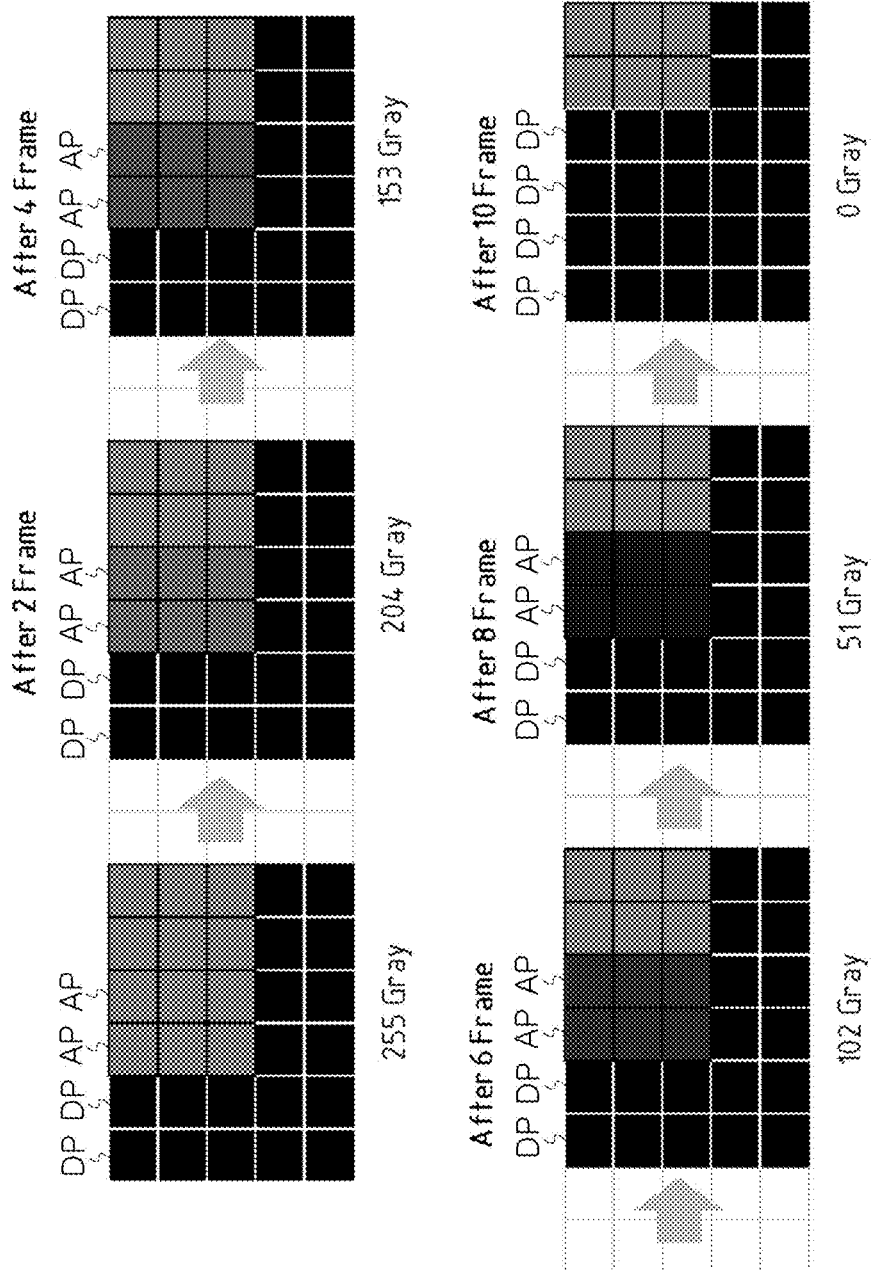 DP DP AP AP
255 Gray
After 2 Frame
DP DP AP AP
204 Gray
After 4 Frame
DP DP AP AP
153 Gray
After 6 Frame
DP DP AP AP
102 Gray
After 8 Frame
DP DP AP AP
51 Gray
After 10 Frame
DP DP DP DP
0 Gray